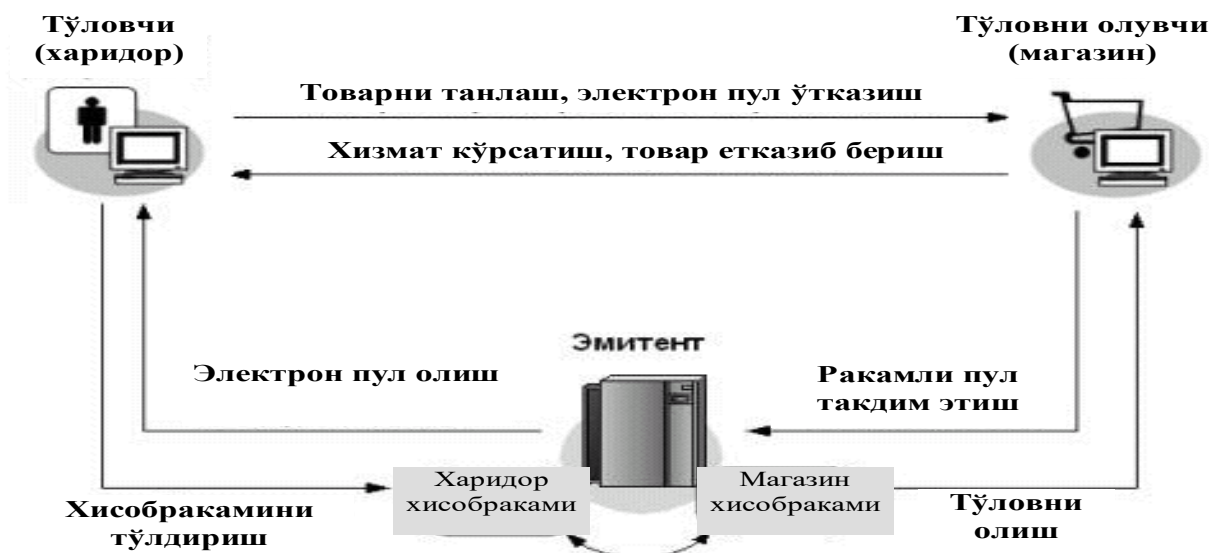 Тўловчи
(харидор)
Тўловни олувчи
(магазин)
Товарни танлаш, электрон пул ўтказиш
Хизмат кўрсатиш, товар етказиб бериш
Эмитент
Электрон пул олиш
Ракамли пул
такдим этиш
Харидор
хисобраками
Магазин
хисобраками
Хисобракамини
тўлдириш
Тўловни
олиш